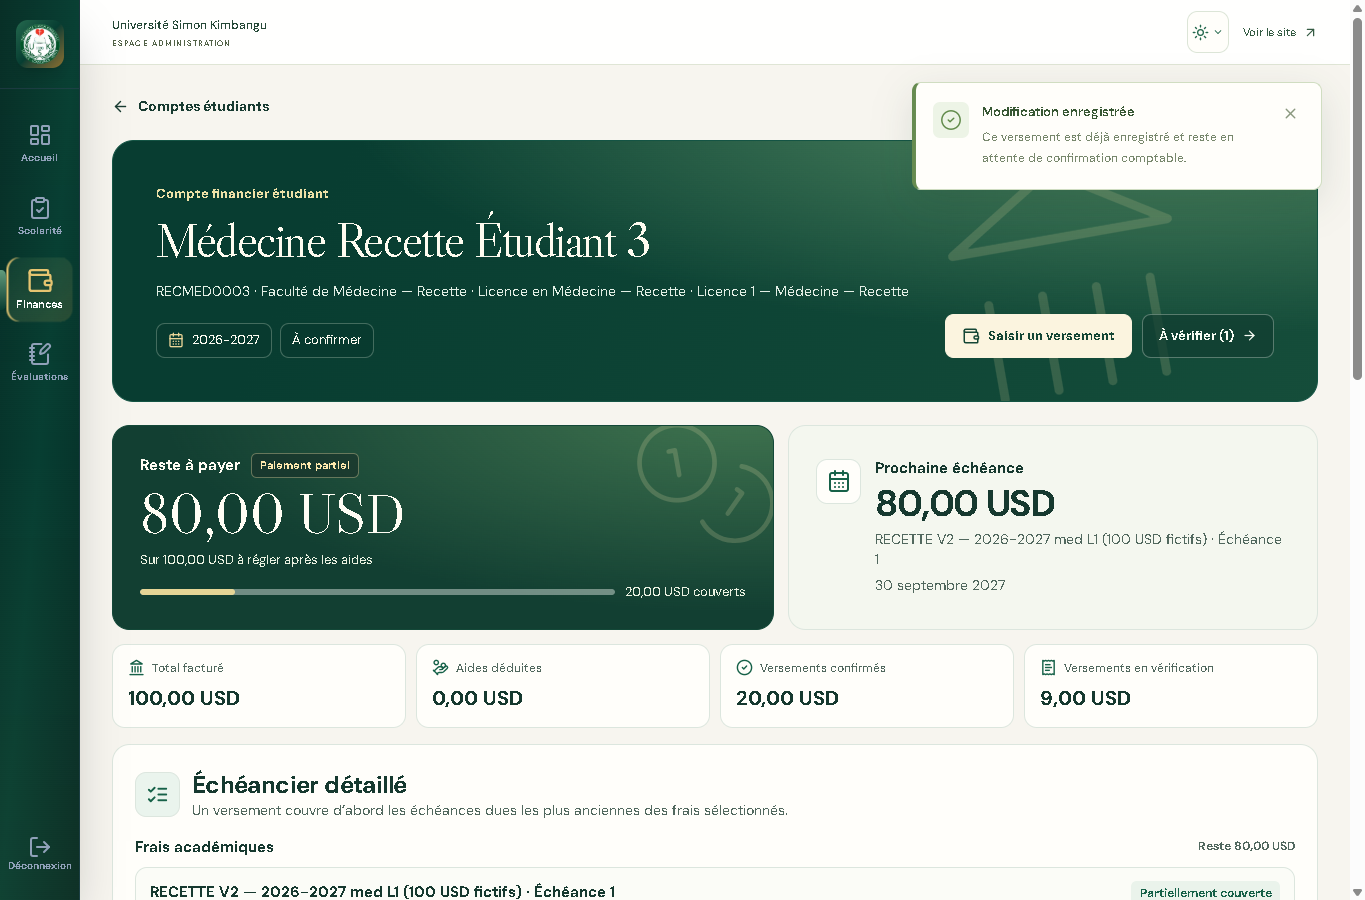 Université Simon Kimbangu
ESPACE ADMINISTRATION
Voir le site
Accueil
Scolarité
Finances
Évaluations
Déconnexion
Comptes étudiants
Modification enregistrée
Ce versement est déjà enregistré et reste en
attente de confirmation comptable.
Compte financier étudiant
Médecine Recette Étudiant 3
RECMED0003 · Faculté de Médecine — Recette · Licence en Médecine — Recette · Licence 1 — Médecine — Recette
2026-2027
À confirmer
Saisir un versement
À vérifier (1)
Reste à payer
Paiement partiel
80,00 USD
Sur 100,00 USD à régler après les aides
20,00 USD couverts
Prochaine échéance
80,00 USD
RECETTE V2 — 2026-2027 med L1 (100 USD fictifs) · Échéance
1
30 septembre 2027
Total facturé
100,00 USD
Aides déduites
0,00 USD
Versements confirmés
20,00 USD
Versements en vérification
9,00 USD
Échéancier détaillé
Un versement couvre d’abord les échéances dues les plus anciennes des frais sélectionnés.
Frais académiques
Reste 80,00 USD
RECETTE V2 — 2026-2027 med L1 (100 USD fictifs) · Échéance 1
Partiellement couverte